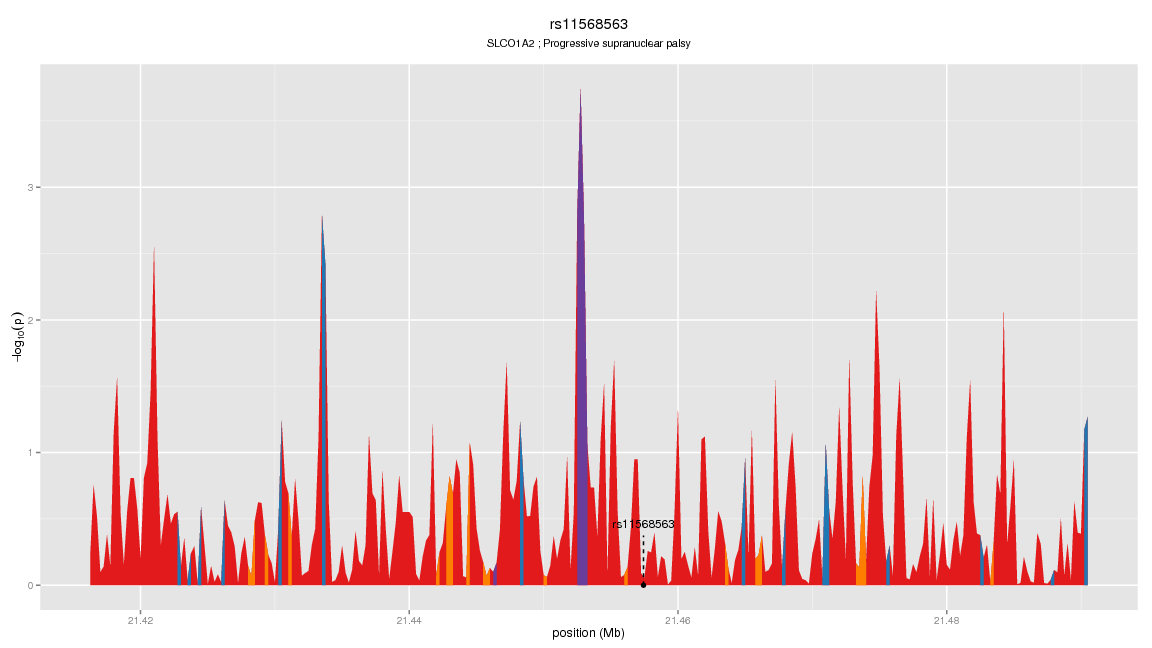 rs11568563
SLCO1A2 ; Progressive supranuclear palsy
−log10(p)
3
2
1
0
rs11568563
21.42
21.44
21.46
21.48
position (Mb)